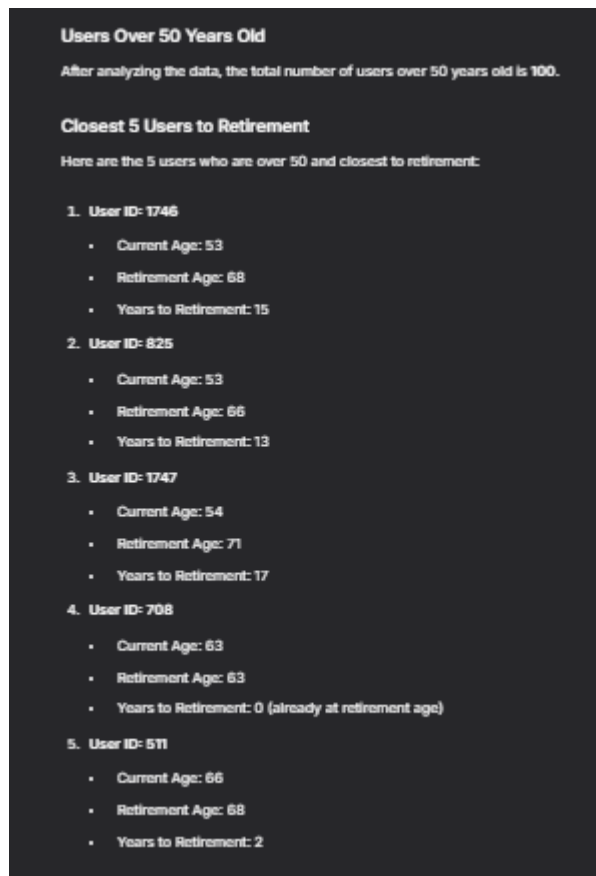 Users Over 50 Years Old
After analyzing the data, the total number of users over 50 years old is 100.
Closest 5 Users to Retirement
Here are the 5 users who are over 50 and closest to retirement:
1. User ID: 1746
▪ Current Age: 53
▪ Retirement Age: 68
▪ Years to Retirement: 15
2. User ID: 825
▪ Current Age: 53
▪ Retirement Age: 66
▪ Years to Retirement: 13
3. User ID: 1747
▪ Current Age: 54
▪ Retirement Age: 71
▪ Years to Retirement: 17
4. User ID: 708
▪ Current Age: 63
▪ Retirement Age: 63
▪ Years to Retirement: 0 (already at retirement age)
5. User ID: 511
▪ Current Age: 66
▪ Retirement Age: 68
▪ Years to Retirement: 2